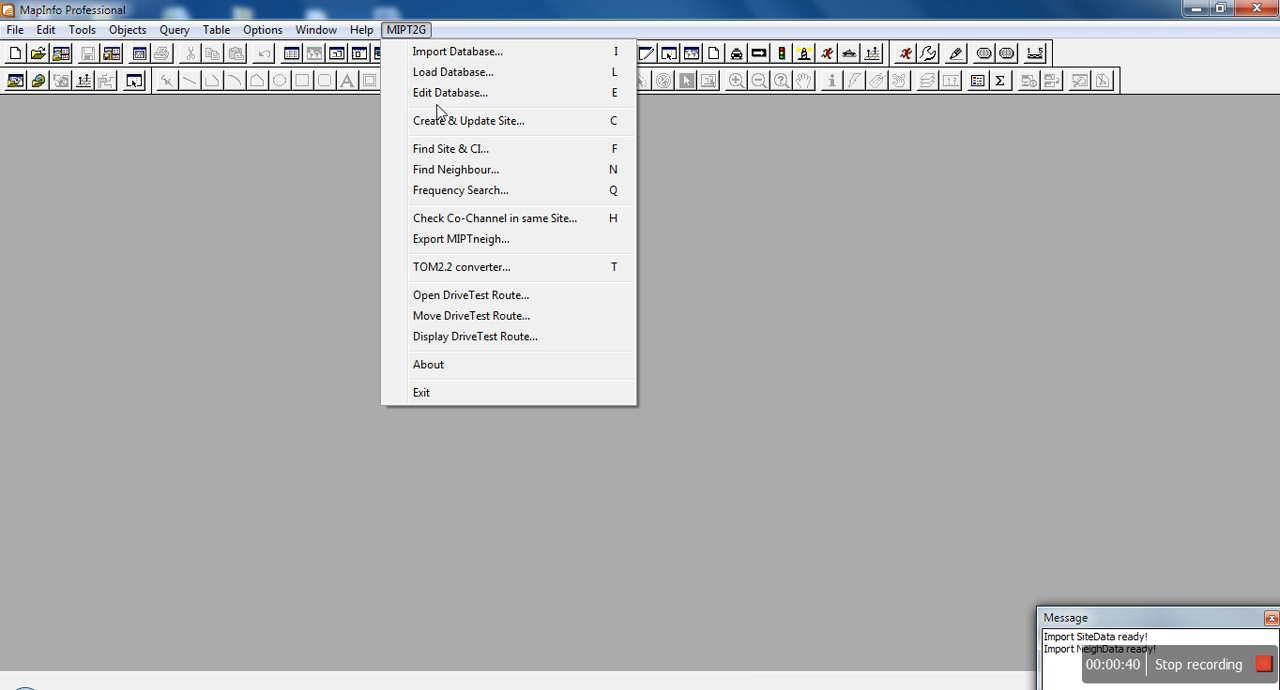 MapInfo Professional
File Edit Tools Objects Query Table Options Window Help MIPT2G
Import Database... I
Load Database... L
Edit Database... E
Create & Update Site... C
Find Site & CI... F
Find Neighbour... N
Frequency Search... Q
Check Co-Channel in same Site... H
Export MIPTneigh...
TOM2.2 converter... T
Open DriveTest Route...
Move DriveTest Route...
Display DriveTest Route...
About
Exit
Message
Import SiteData ready!
Import NeighData ready!
00:00:40 Stop recording